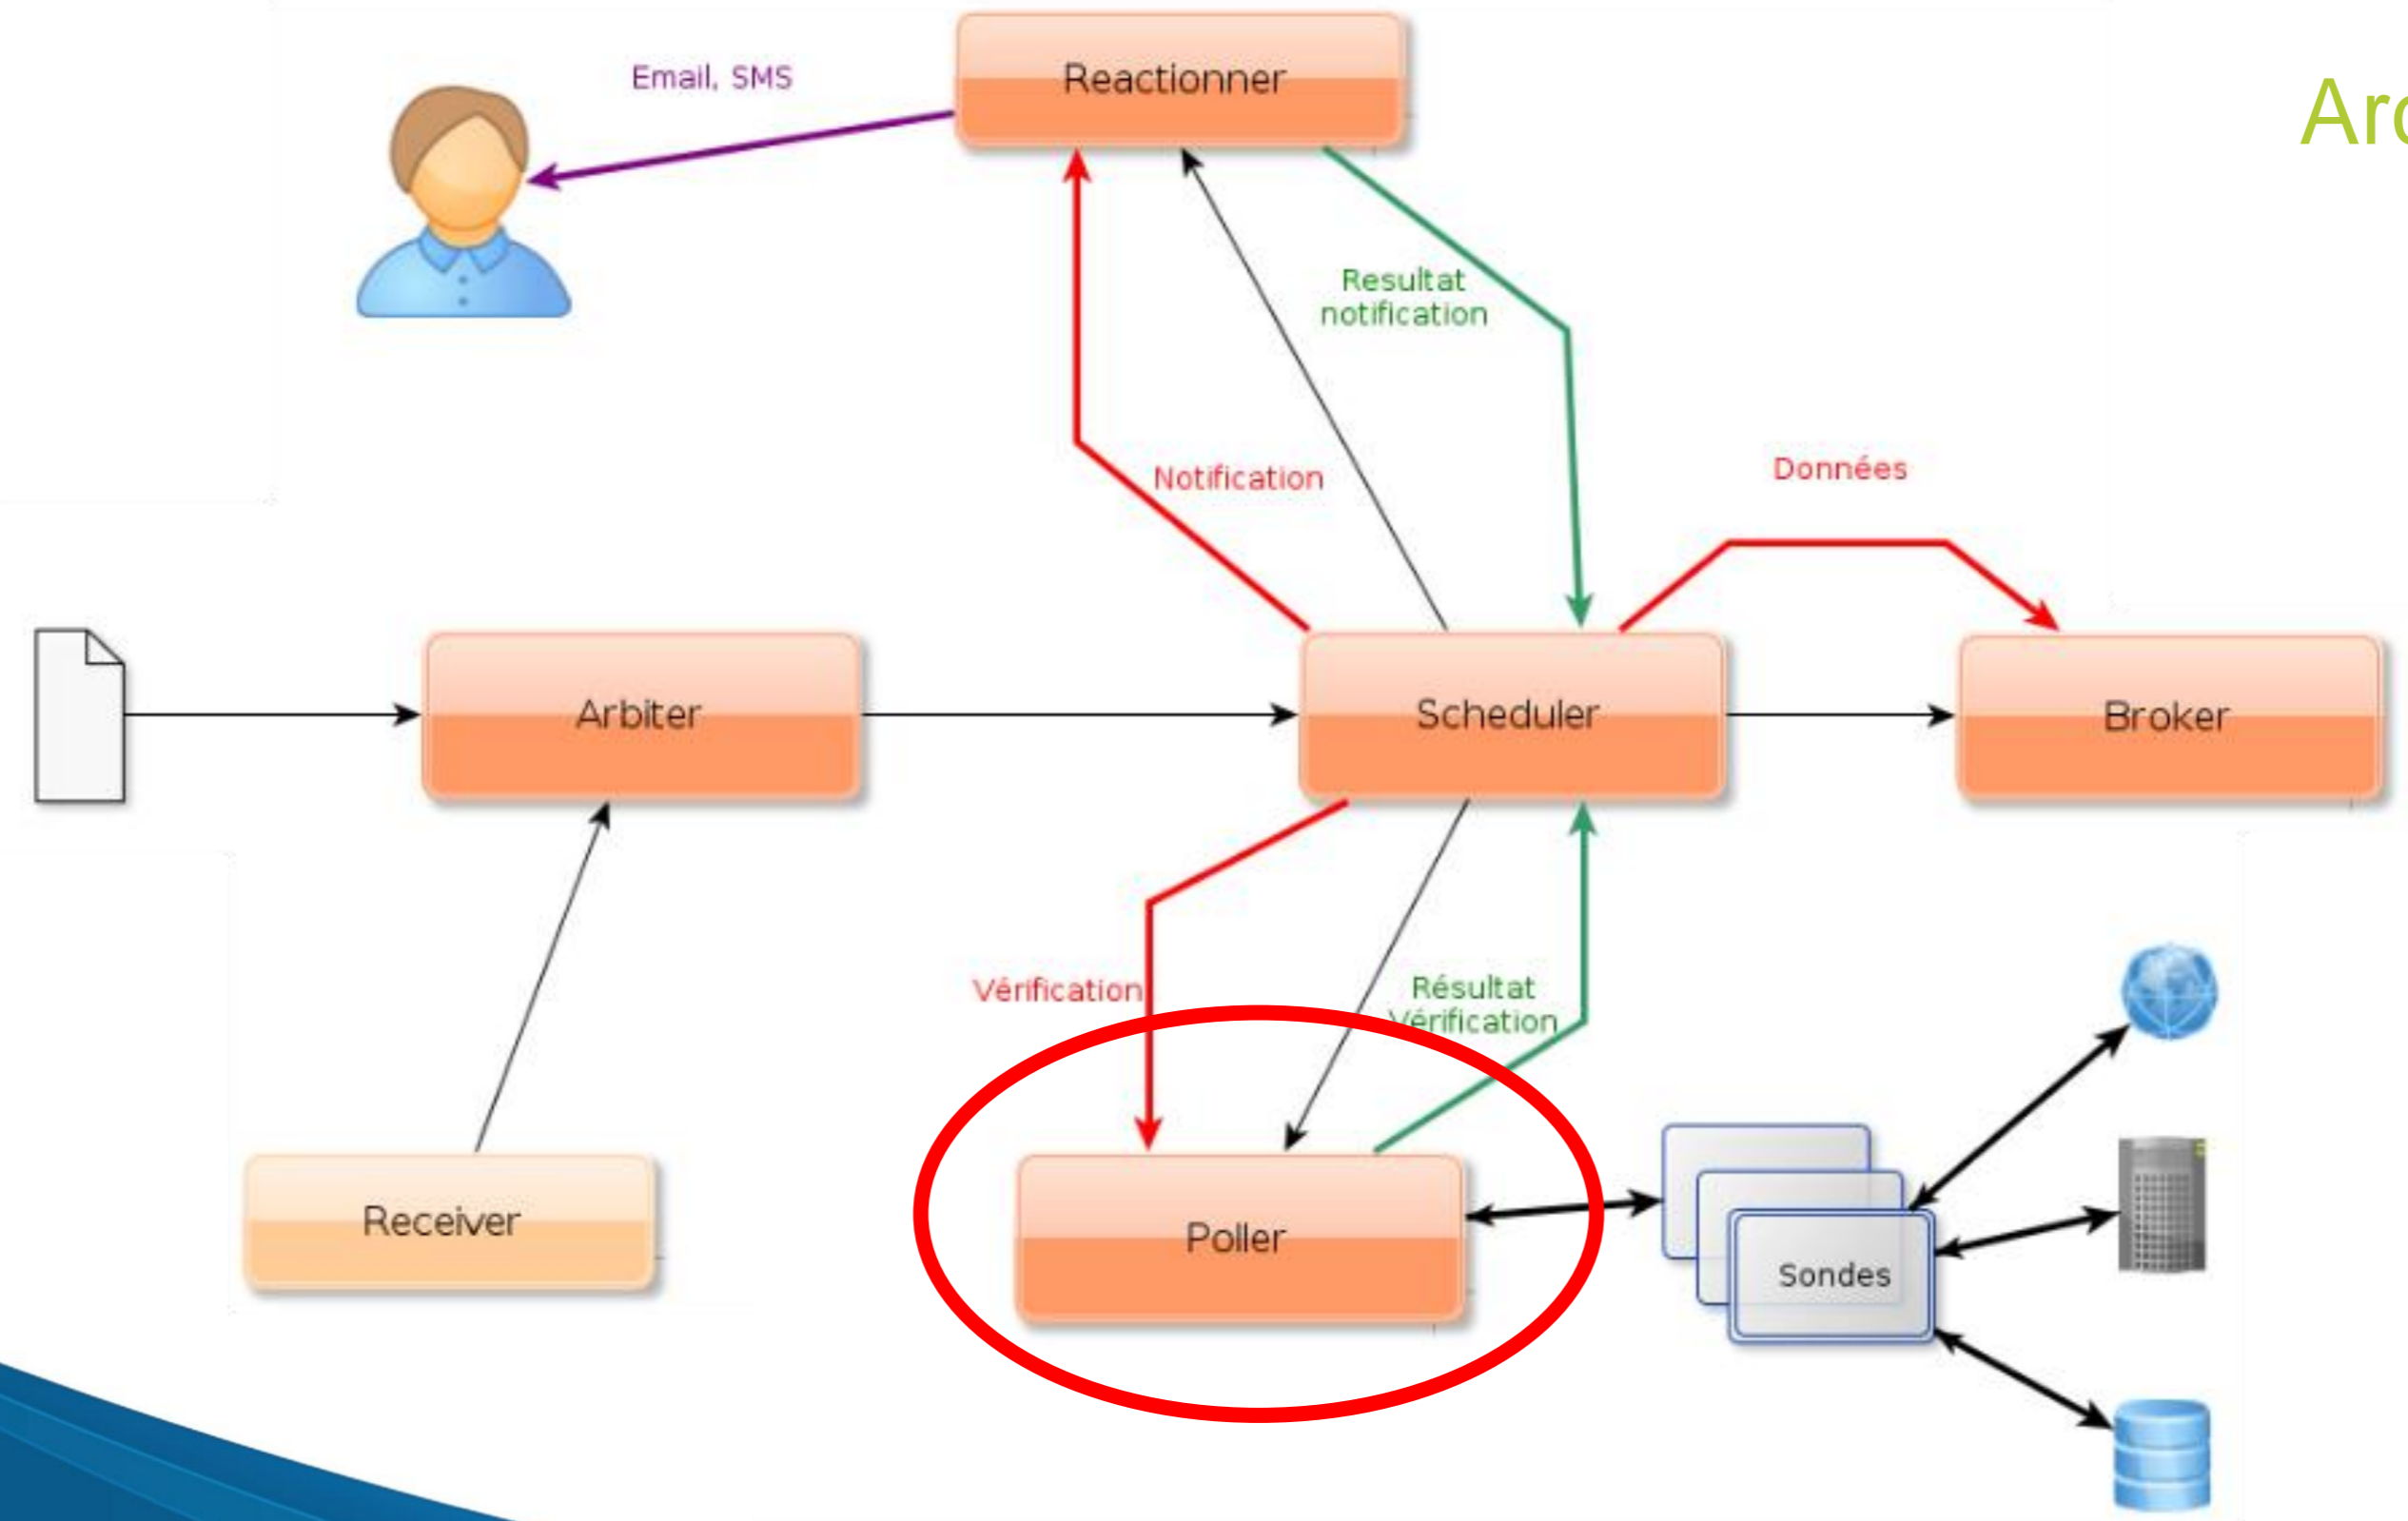 Email, SMS
Reactionner
Resultat
notification
Notification
Données
Arbiter
Scheduler
Broker
Vérification
Résultat
Vérification
Receiver
Poller
Sondes